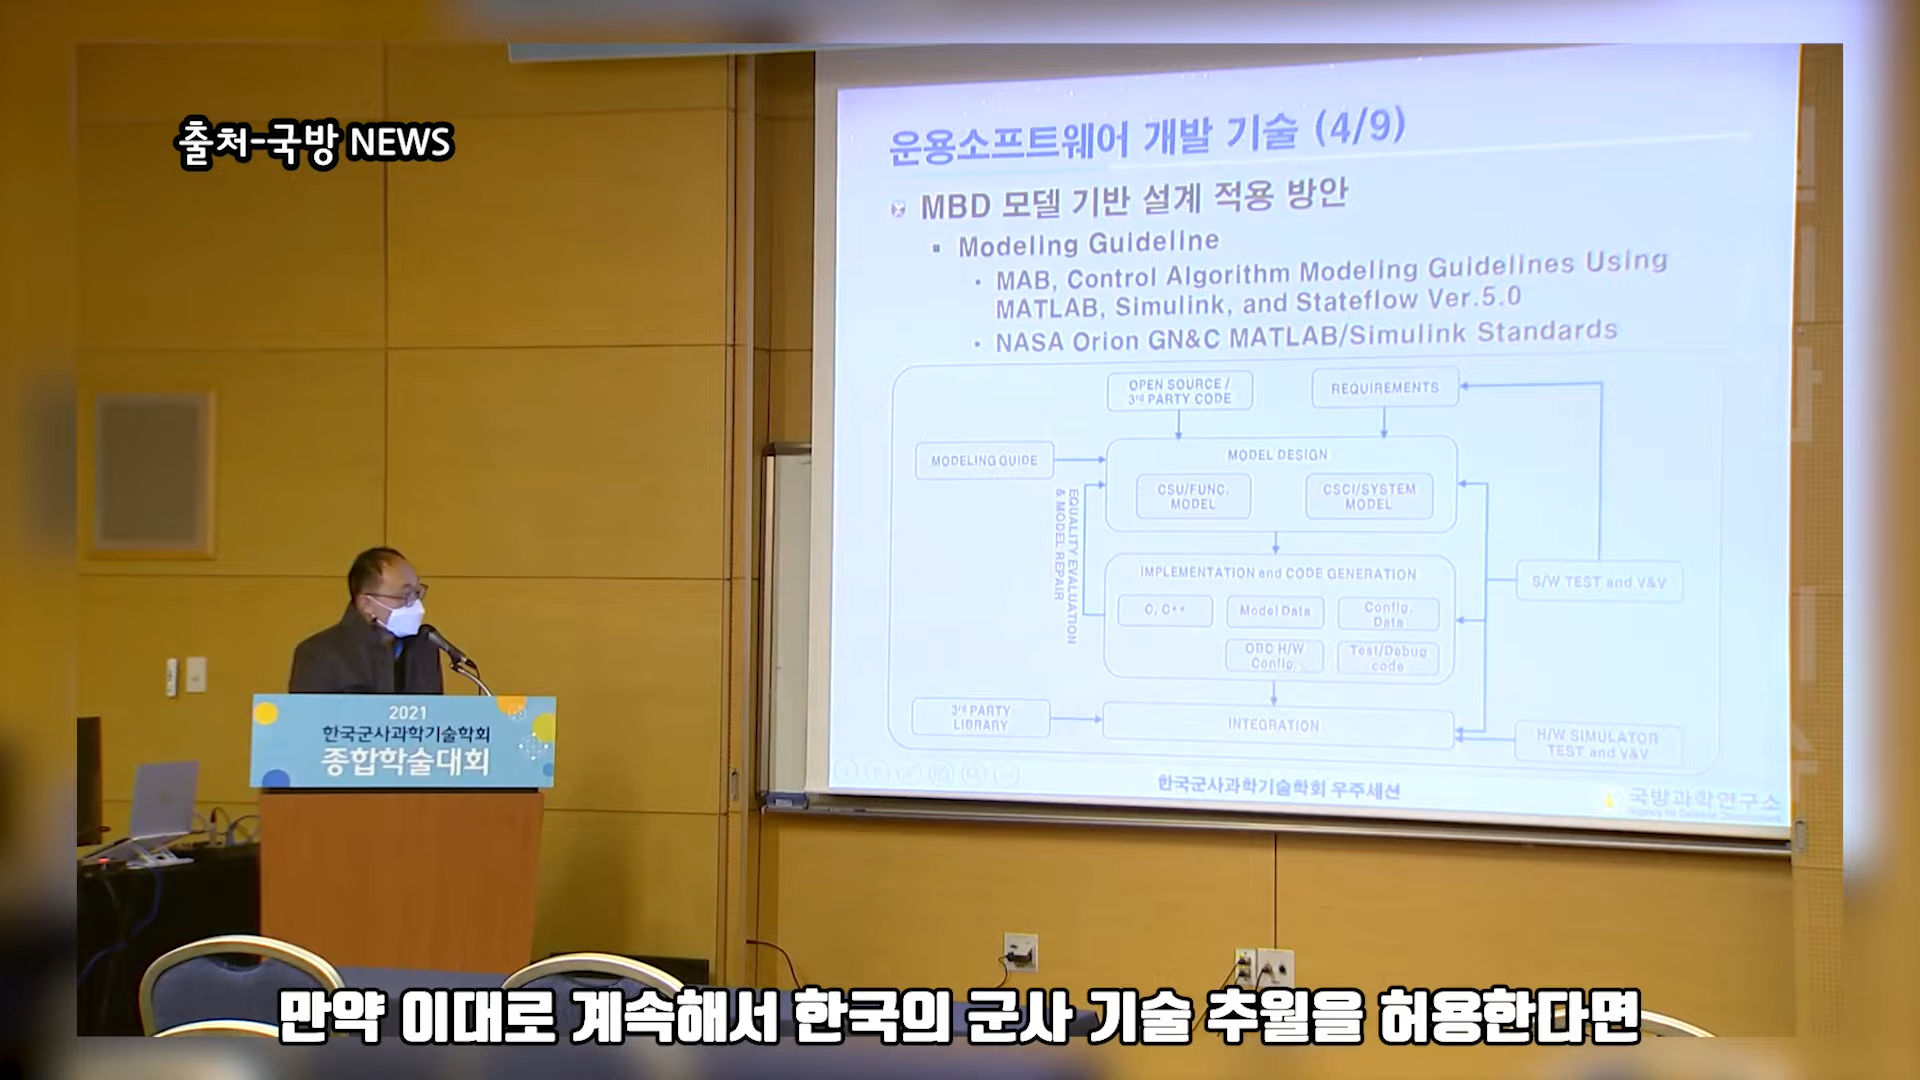 출처-국방 NEWS
운용소프트웨어 개발 기술 (4/9)
MBD 모델 기반 설계 적용 방안
Modeling Guideline
MAB, Control Algorithm Modeling Guidelines Using
MATLAB, Simulink, and Stateflow Ver.5.0
NASA Orion GN&C MATLAB/Simulink Standards
OPEN SOURCE /
3rd PARTY CODE
REQUIREMENTS
MODELING GUIDE
MODEL DESIGN
CSU/FUNC.
MODEL
CSCI/SYSTEM
MODEL
EQUALITY EVALUATION
& MODEL REPAIR
IMPLEMENTATION and CODE GENERATION
C, C++
Model Data
Config.
Data
OBC H/W
Config.
Test/Debug
code
S/W TEST and V&V
3rd PARTY
LIBRARY
INTEGRATION
H/W SIMULATOR
TEST and V&V
한국군사과학기술학회 우주세션
국방과학연구소
2021
한국군사과학기술학회
종합학술대회
만약 이대로 계속해서 한국의 군사 기술 추월을 허용한다면